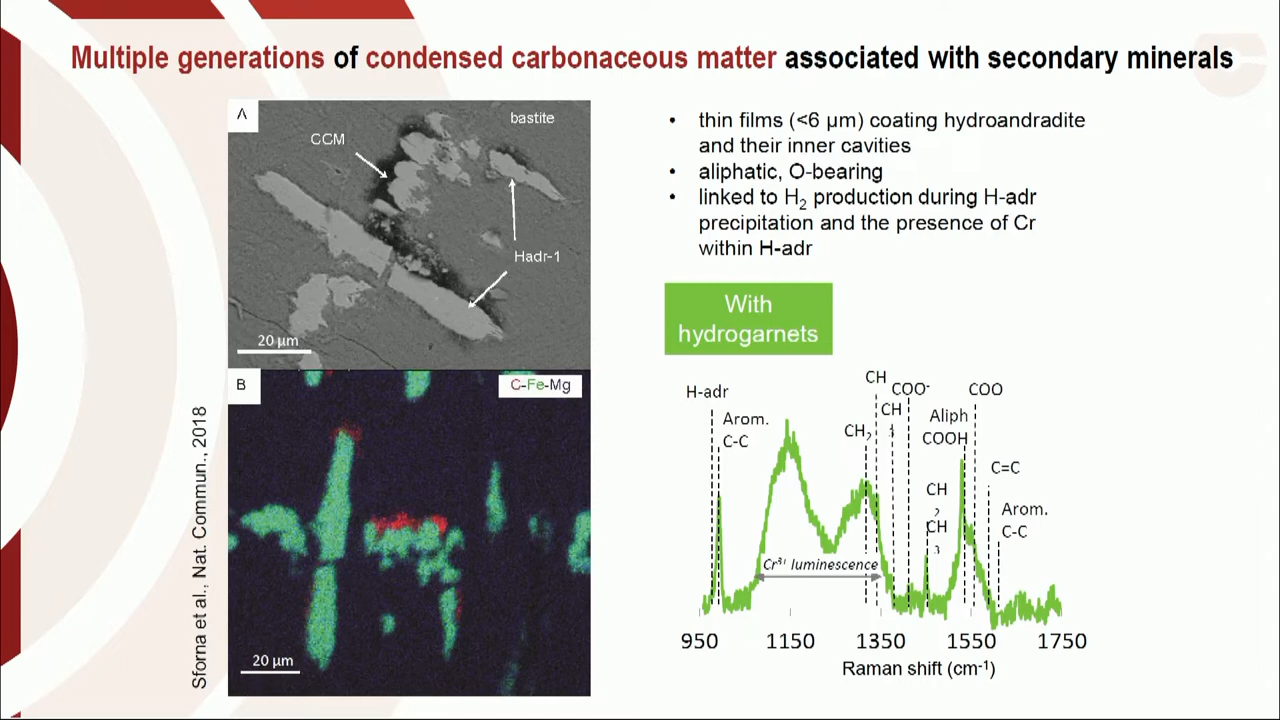 Multiple generations of condensed carbonaceous matter associated with secondary minerals
A
bastite
CCM
Hadr-1
20 µm
B
C-Fe-Mg
20 µm
Sforna et al., Nat. Commun., 2018
• thin films (<6 µm) coating hydroandradite
and their inner cavities
• aliphatic, O-bearing
• linked to H2 production during H-adr
precipitation and the presence of Cr
within H-adr
With
hydrogarnets
H-adr
Arom.
C-C
CH2
CH
CH
3
COO-
Aliph
COOH
COO
CH
2
CH
3
C=C
Arom.
C-C
Cr3+ luminescence
950 1150 1350 1550 1750
Raman shift (cm-1)